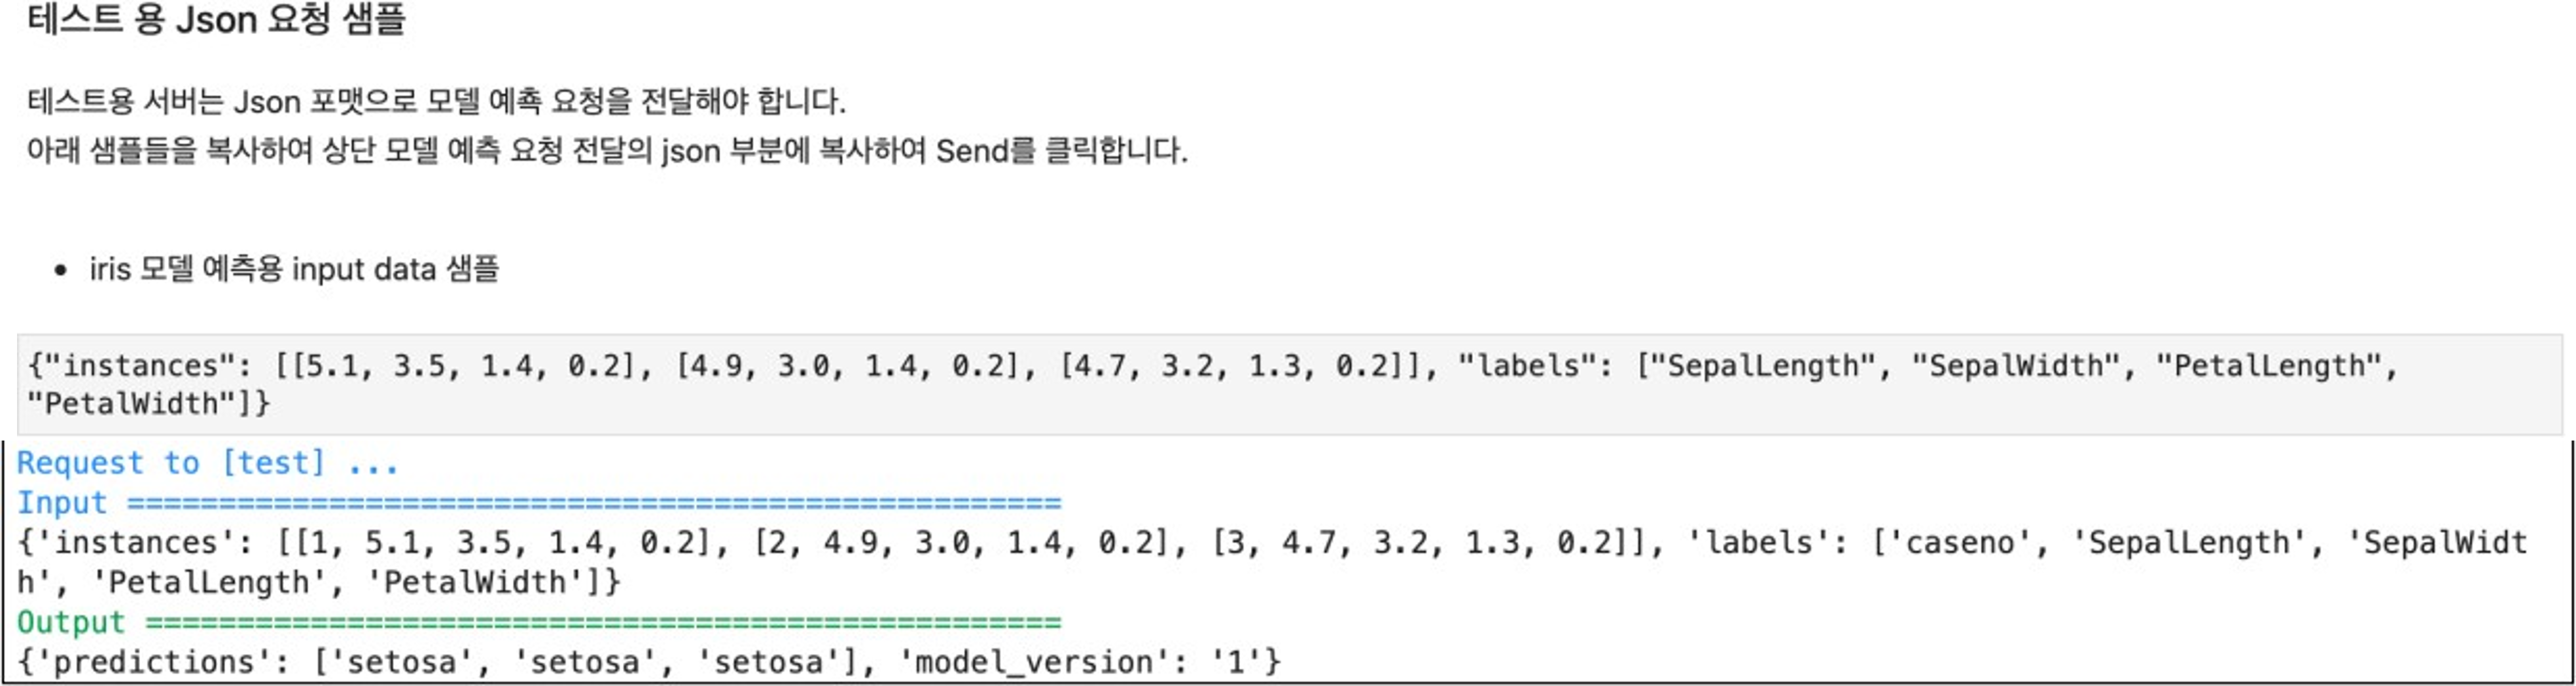 테스트 용 Json 요청 샘플
테스트용 서버는 Json 포맷으로 모델 예쵹 요청을 전달해야 합니다.
아래 샘플들을 복사하여 상단 모델 예측 요청 전달의 json 부분에 복사하여 Send를 클릭합니다.
• iris 모델 예측용 input data 샘플
{"instances": [[5.1, 3.5, 1.4, 0.2], [4.9, 3.0, 1.4, 0.2], [4.7, 3.2, 1.3, 0.2]], "labels": ["SepalLength", "SepalWidth", "PetalLength",
"PetalWidth"]}
Request to [test] ...
Input ===================================================
{'instances': [[1, 5.1, 3.5, 1.4, 0.2], [2, 4.9, 3.0, 1.4, 0.2], [3, 4.7, 3.2, 1.3, 0.2]], 'labels': ['caseno', 'SepalLength', 'SepalWidt
h', 'PetalLength', 'PetalWidth']}
Output ==================================================
{'predictions': ['setosa', 'setosa', 'setosa'], 'model_version': '1'}